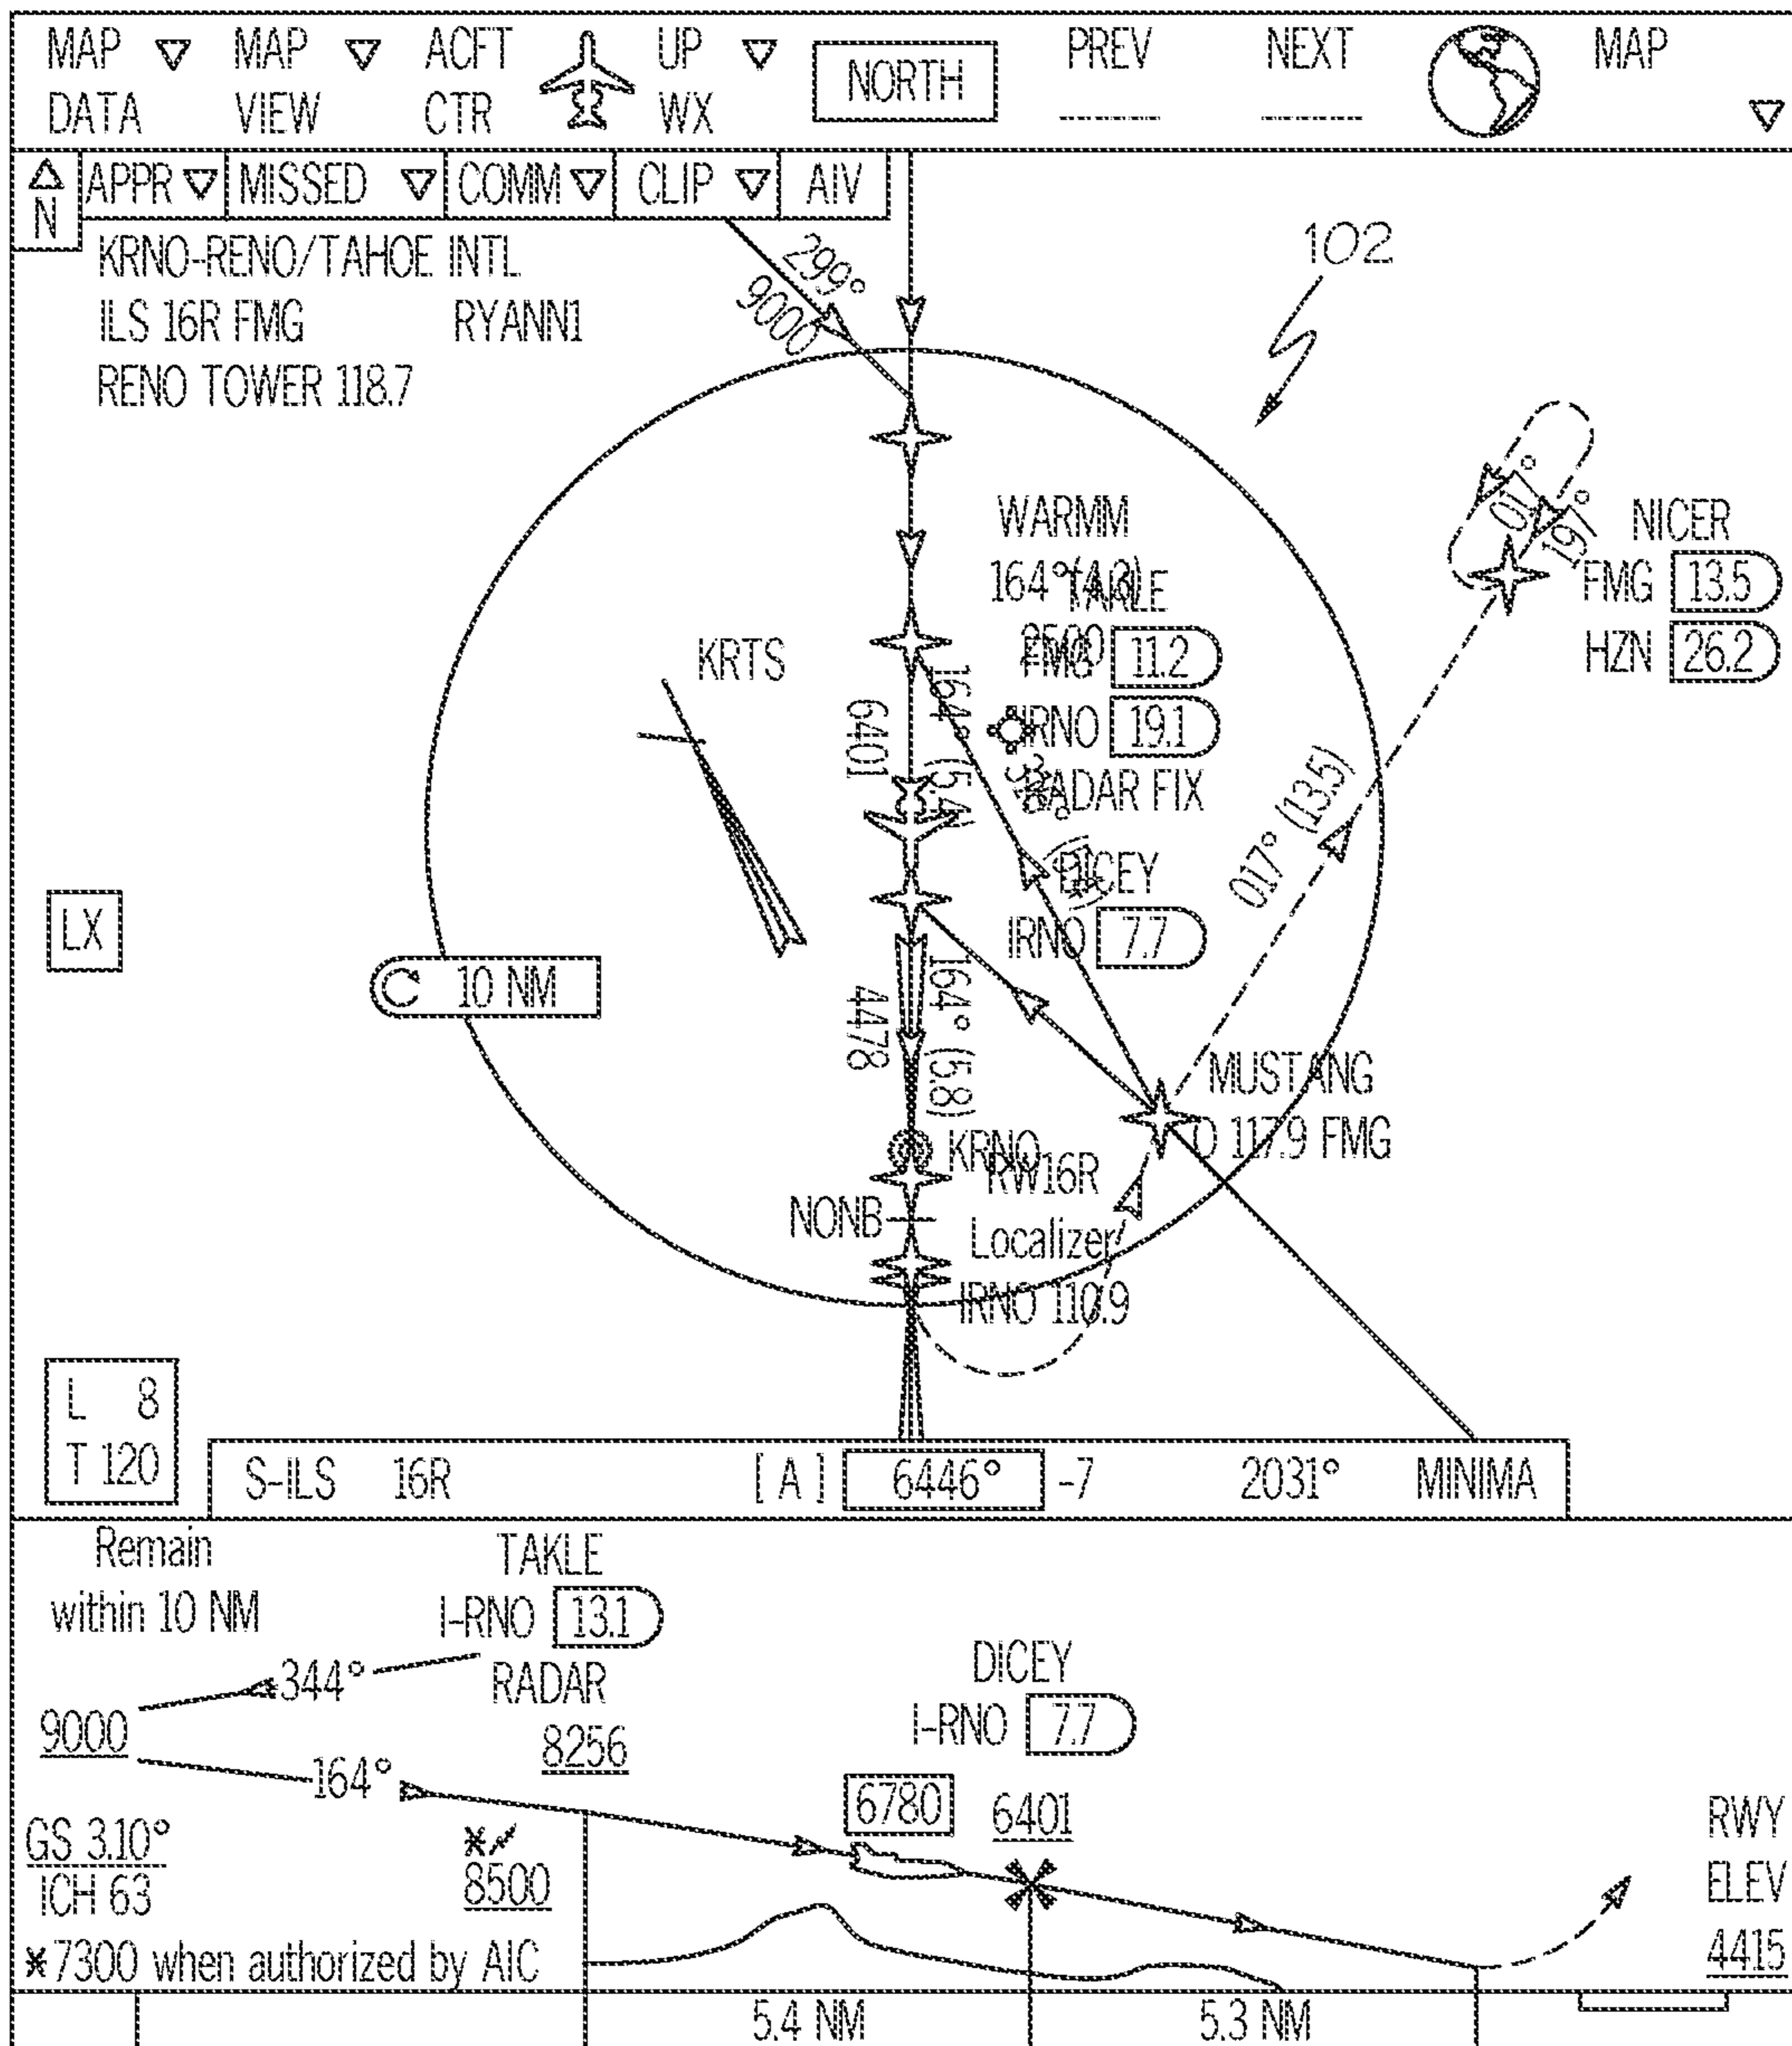 MAP MAP ACFT UP NORTH PREV NEXT MAP
DATA VIEW CTR WX
N APPR MISSED COMM CLIP AIV
KRNO-RENO/TAHOE INTL
ILS 16R FMG RYANN1
RENO TOWER 118.7
299°
9000
102
017°
197°
NICER
FMG 13.5
HZN 26.2
WARMM
164°
TAKLE
FMG 11.2
IRNO 19.1
RADAR FIX
KRTS
6401
164° (5.4)
017° (13.5)
DICEY
IRNO 7.7
LX
10 NM
4478
164° (5.8)
MUSTANG
D 117.9 FMG
KRNO
RW16R
NONB
Localizer
IRNO 110.9
L 8
T 120
S-ILS 16R [ A ] 6446° -7 2031° MINIMA
Remain
within 10 NM
TAKLE
I-RNO 13.1
RADAR
8256
344°
9000
164°
DICEY
I-RNO 7.7
6780
6401
GS 3.10°
ICH 63
*
8500
*7300 when authorized by AIC
RWY
ELEV
4415
5.4 NM 5.3 NM